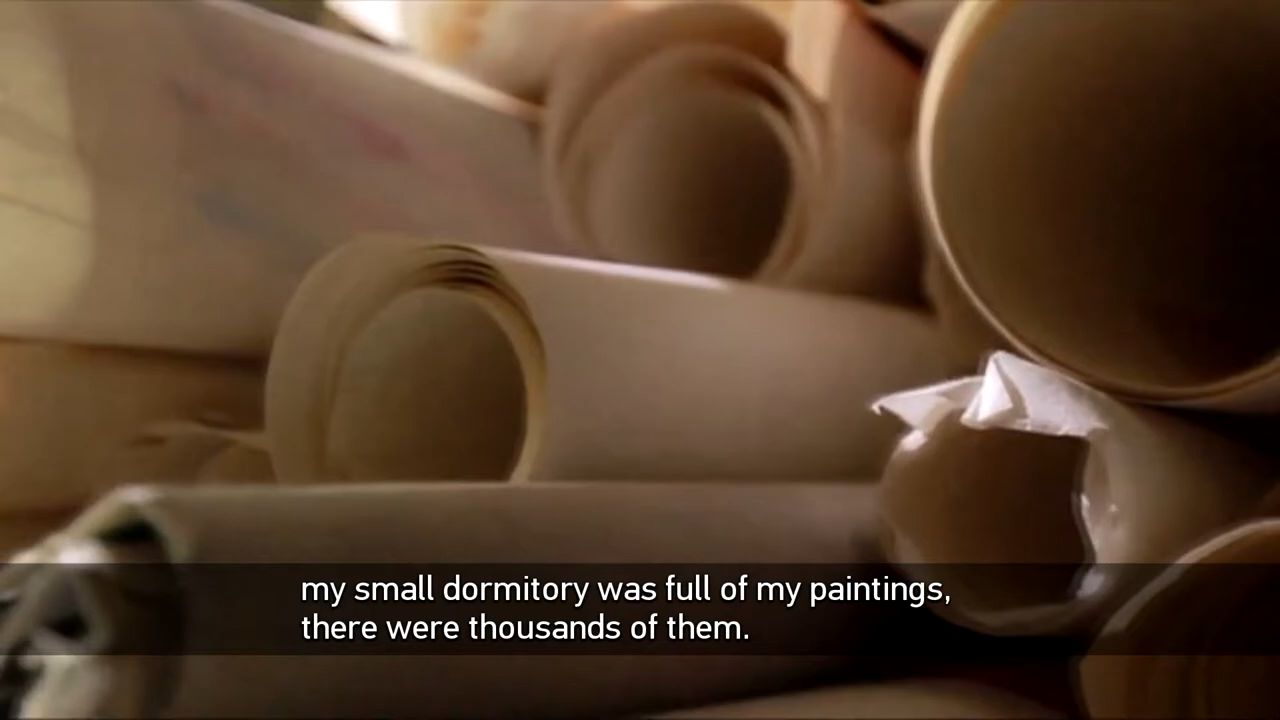 my small dormitory was full of my paintings,
there were thousands of them.